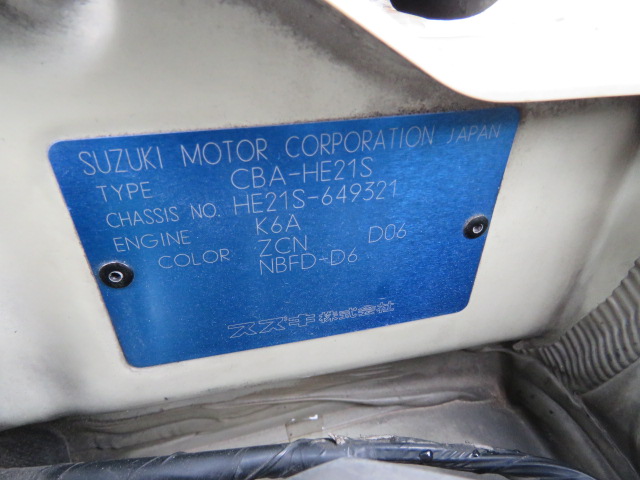 SUZUKI MOTOR CORPORATION JAPAN
TYPE CBA-HE21S
CHASSIS NO. HE21S-649321
ENGINE K6A
COLOR ZCN D06
NBFD-D6
スズキ株式会社